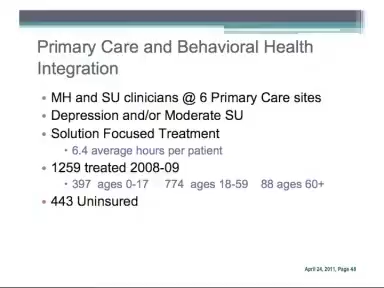 Primary Care and Behavioral Health
Integration
• MH and SU clinicians @ 6 Primary Care sites
• Depression and/or Moderate SU
• Solution Focused Treatment
• 6.4 average hours per patient
• 1259 treated 2008-09
• 397 ages 0-17 774 ages 18-59 88 ages 60+
• 443 Uninsured
April 24, 2011, Page 48